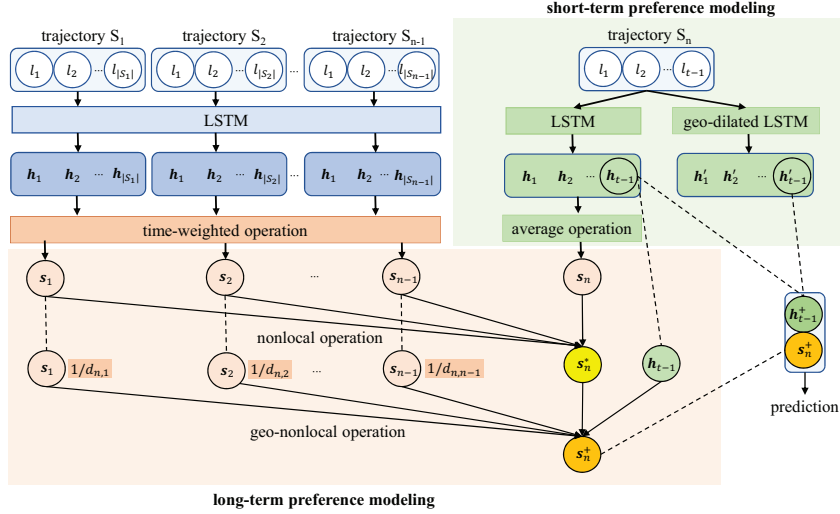 short-term preference modeling
trajectory S₁ trajectory S₂ trajectory Sₙ₋₁ trajectory Sₙ
l₁ l₂ ... l|S₁| l₁ l₂ ... l|S₂| ... l₁ l₂ ... l|Sₙ₋₁| l₁ l₂ ... lₜ₋₁
LSTM LSTM geo-dilated LSTM
h₁ h₂ ... h|S₁| h₁ h₂ ... h|S₂| ... h₁ h₂ ... h|Sₙ₋₁| h₁ h₂ ... hₜ₋₁ h′₁ h′₂ ... h′ₜ₋₁
time-weighted operation average operation
s₁ s₂ ... sₙ₋₁ sₙ
h⁺ₜ₋₁
nonlocal operation
s⁺ₙ
s₁ 1/dₙ,₁ s₂ 1/dₙ,₂ ... sₙ₋₁ 1/dₙ,ₙ₋₁ s*ₙ hₜ₋₁
prediction
geo-nonlocal operation
s⁺ₙ
long-term preference modeling